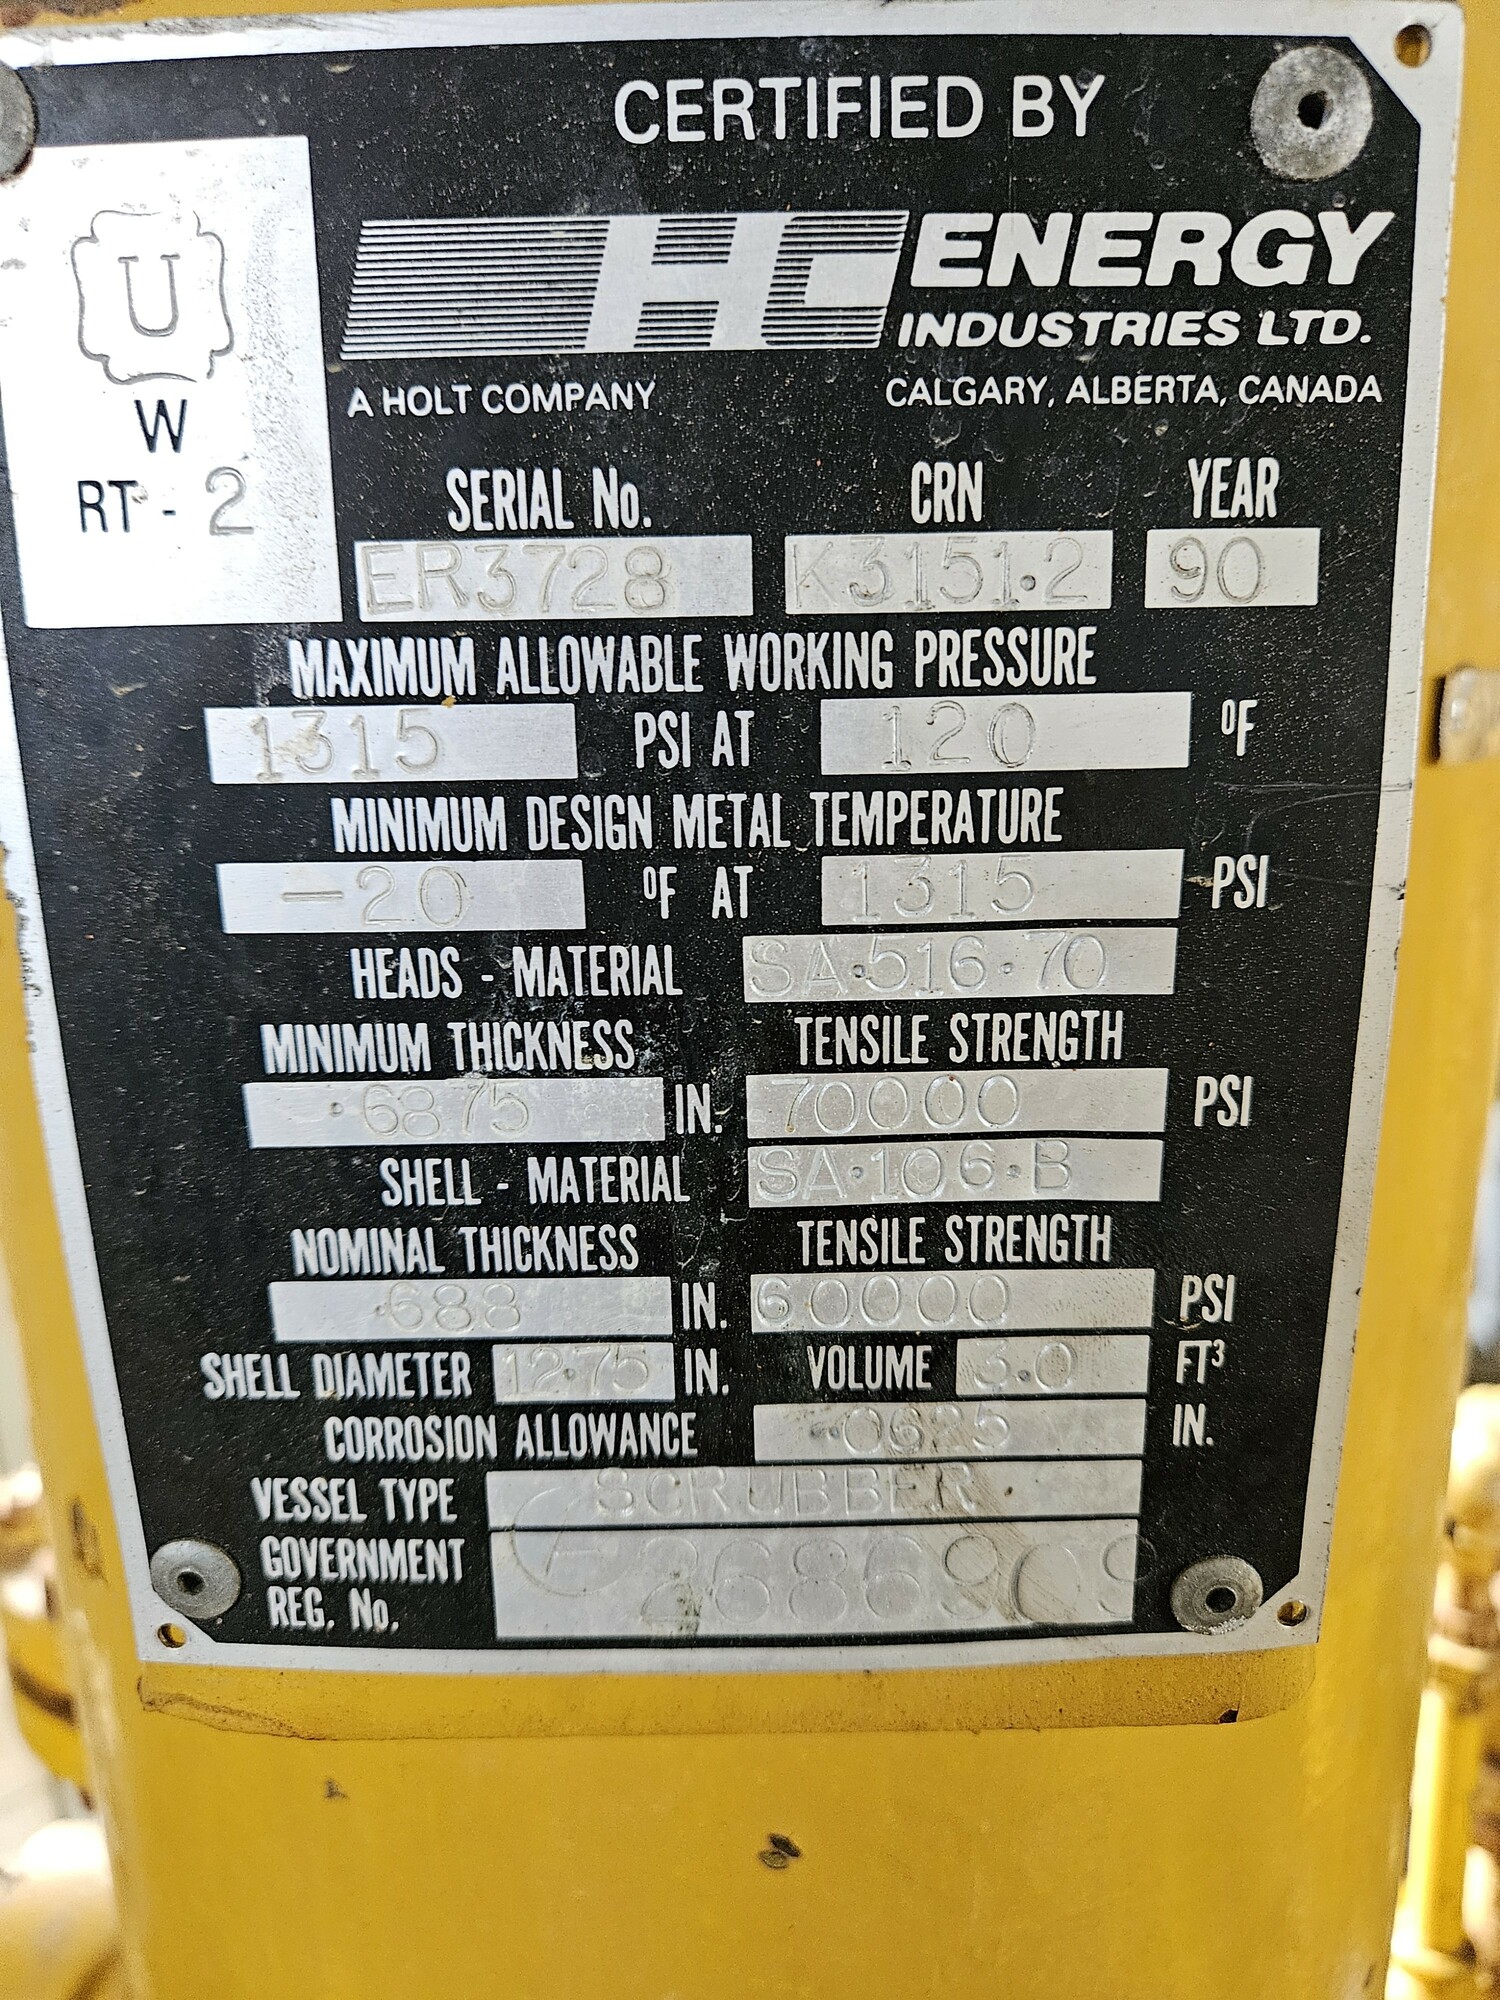 CERTIFIED BY
U
W
RT - 2
HC ENERGY
INDUSTRIES LTD.
A HOLT COMPANY CALGARY, ALBERTA, CANADA
SERIAL No. CRN YEAR
ER3728 K3151.2 90
MAXIMUM ALLOWABLE WORKING PRESSURE
1315 PSI AT 120 °F
MINIMUM DESIGN METAL TEMPERATURE
-20 °F AT 1315 PSI
HEADS - MATERIAL SA.516.70
MINIMUM THICKNESS TENSILE STRENGTH
.6875 IN. 70000 PSI
SHELL - MATERIAL SA.106.B
NOMINAL THICKNESS TENSILE STRENGTH
.688 IN. 60000 PSI
SHELL DIAMETER 12.75 IN. VOLUME 3.0 FT³
CORROSION ALLOWANCE .0625 IN.
VESSEL TYPE SCRUBBER
GOVERNMENT
REG. No.